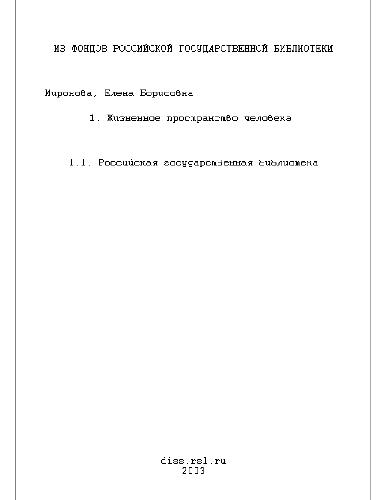 ИЗ ФОНДОВ РОССИЙСКОЙ ГОСУДАРСТВЕННОЙ БИБЛИОТЕКИ
Миронова, Елена Борисовна
1. Жизненное пространство человека
1.1. Российская государственная библиотека
diss.rsl.ru
2003